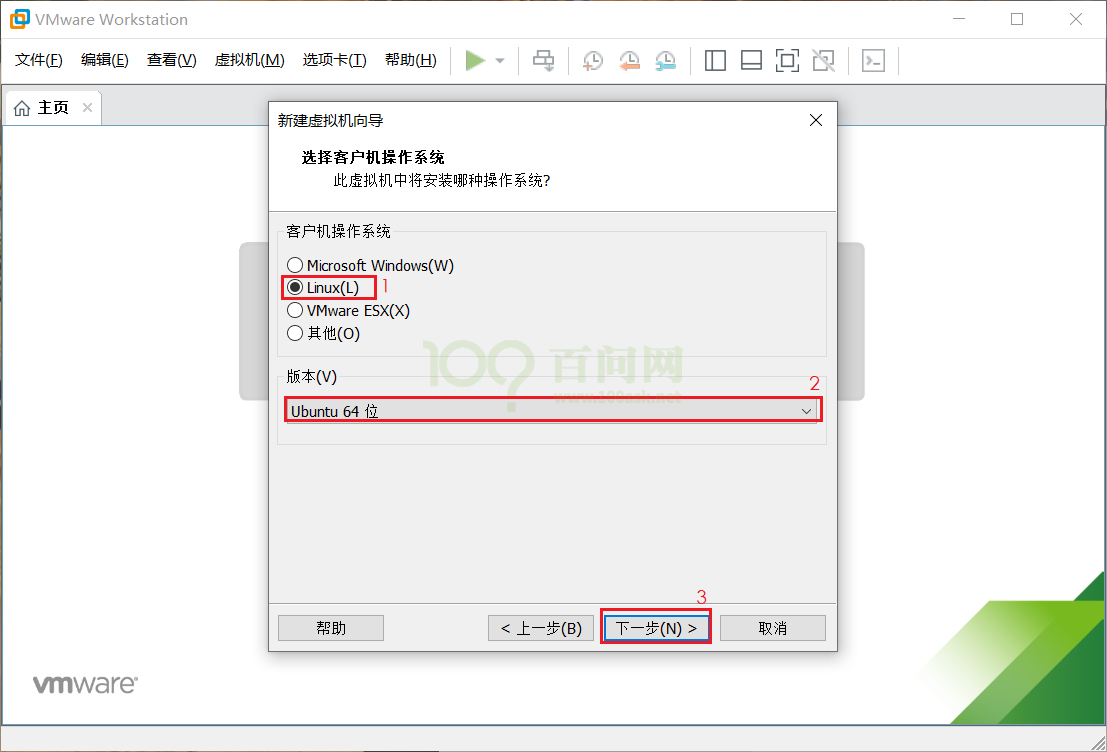 VMware Workstation
文件(F) 编辑(E) 查看(V) 虚拟机(M) 选项卡(T) 帮助(H)
主页
新建虚拟机向导
选择客户机操作系统
此虚拟机中将安装哪种操作系统?
客户机操作系统
Microsoft Windows(W)
Linux(L) 1
VMware ESX(X)
其他(O)
100? 百问网
www.100ask.net
版本(V)
2
Ubuntu 64 位
3
帮助 < 上一步(B) 下一步(N) > 取消
vmware